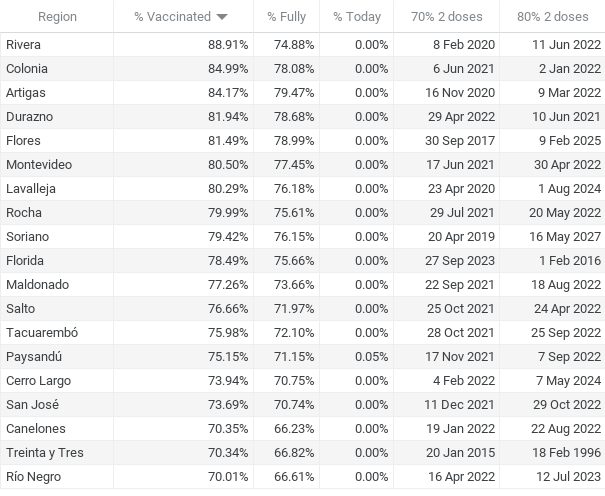 Region % Vaccinated % Fully % Today 70% 2 doses 80% 2 doses
Rivera 88.91% 74.88% 0.00% 8 Feb 2020 11 Jun 2022
Colonia 84.99% 78.08% 0.00% 6 Jun 2021 2 Jan 2022
Artigas 84.17% 79.47% 0.00% 16 Nov 2020 9 Mar 2022
Durazno 81.94% 78.68% 0.00% 29 Apr 2022 10 Jun 2021
Flores 81.49% 78.99% 0.00% 30 Sep 2017 9 Feb 2025
Montevideo 80.50% 77.45% 0.00% 17 Jun 2021 30 Apr 2022
Lavalleja 80.29% 76.18% 0.00% 23 Apr 2020 1 Aug 2024
Rocha 79.99% 75.61% 0.00% 29 Jul 2021 20 May 2022
Soriano 79.42% 76.15% 0.00% 20 Apr 2019 16 May 2027
Florida 78.49% 75.66% 0.00% 27 Sep 2023 1 Feb 2016
Maldonado 77.26% 73.66% 0.00% 22 Sep 2021 18 Aug 2022
Salto 76.66% 71.97% 0.00% 25 Oct 2021 24 Apr 2022
Tacuarembó 75.98% 72.10% 0.00% 28 Oct 2021 25 Sep 2022
Paysandú 75.15% 71.15% 0.05% 17 Nov 2021 7 Sep 2022
Cerro Largo 73.94% 70.75% 0.00% 4 Feb 2022 7 May 2024
San José 73.69% 70.74% 0.00% 11 Dec 2021 29 Oct 2022
Canelones 70.35% 66.23% 0.00% 19 Jan 2022 22 Aug 2022
Treinta y Tres 70.34% 66.82% 0.00% 20 Jan 2015 18 Feb 1996
Río Negro 70.01% 66.61% 0.00% 16 Apr 2022 12 Jul 2023